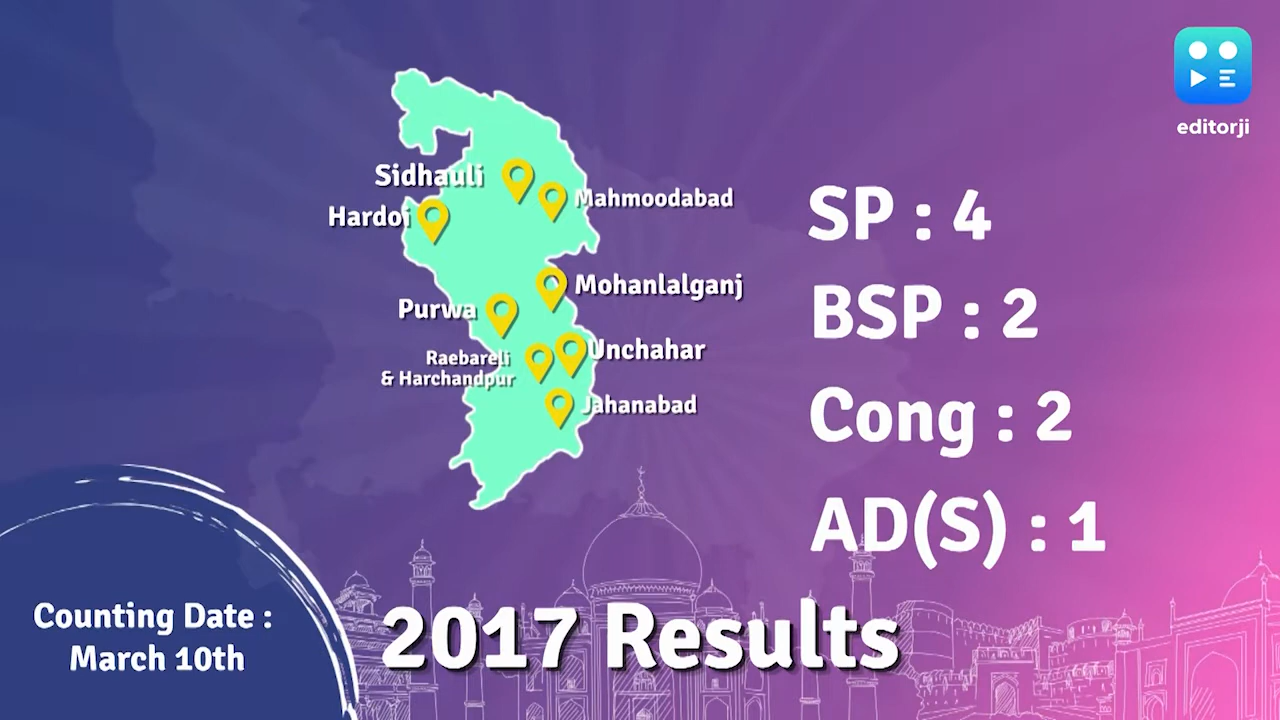 editorji
Sidhauli
Mahmoodabad
Hardoi
Mohanlalganj
Purwa
Unchahar
Raebareli
& Harchandpur
Jahanabad
SP : 4
BSP : 2
Cong : 2
AD(S) : 1
2017 Results
Counting Date :
March 10th